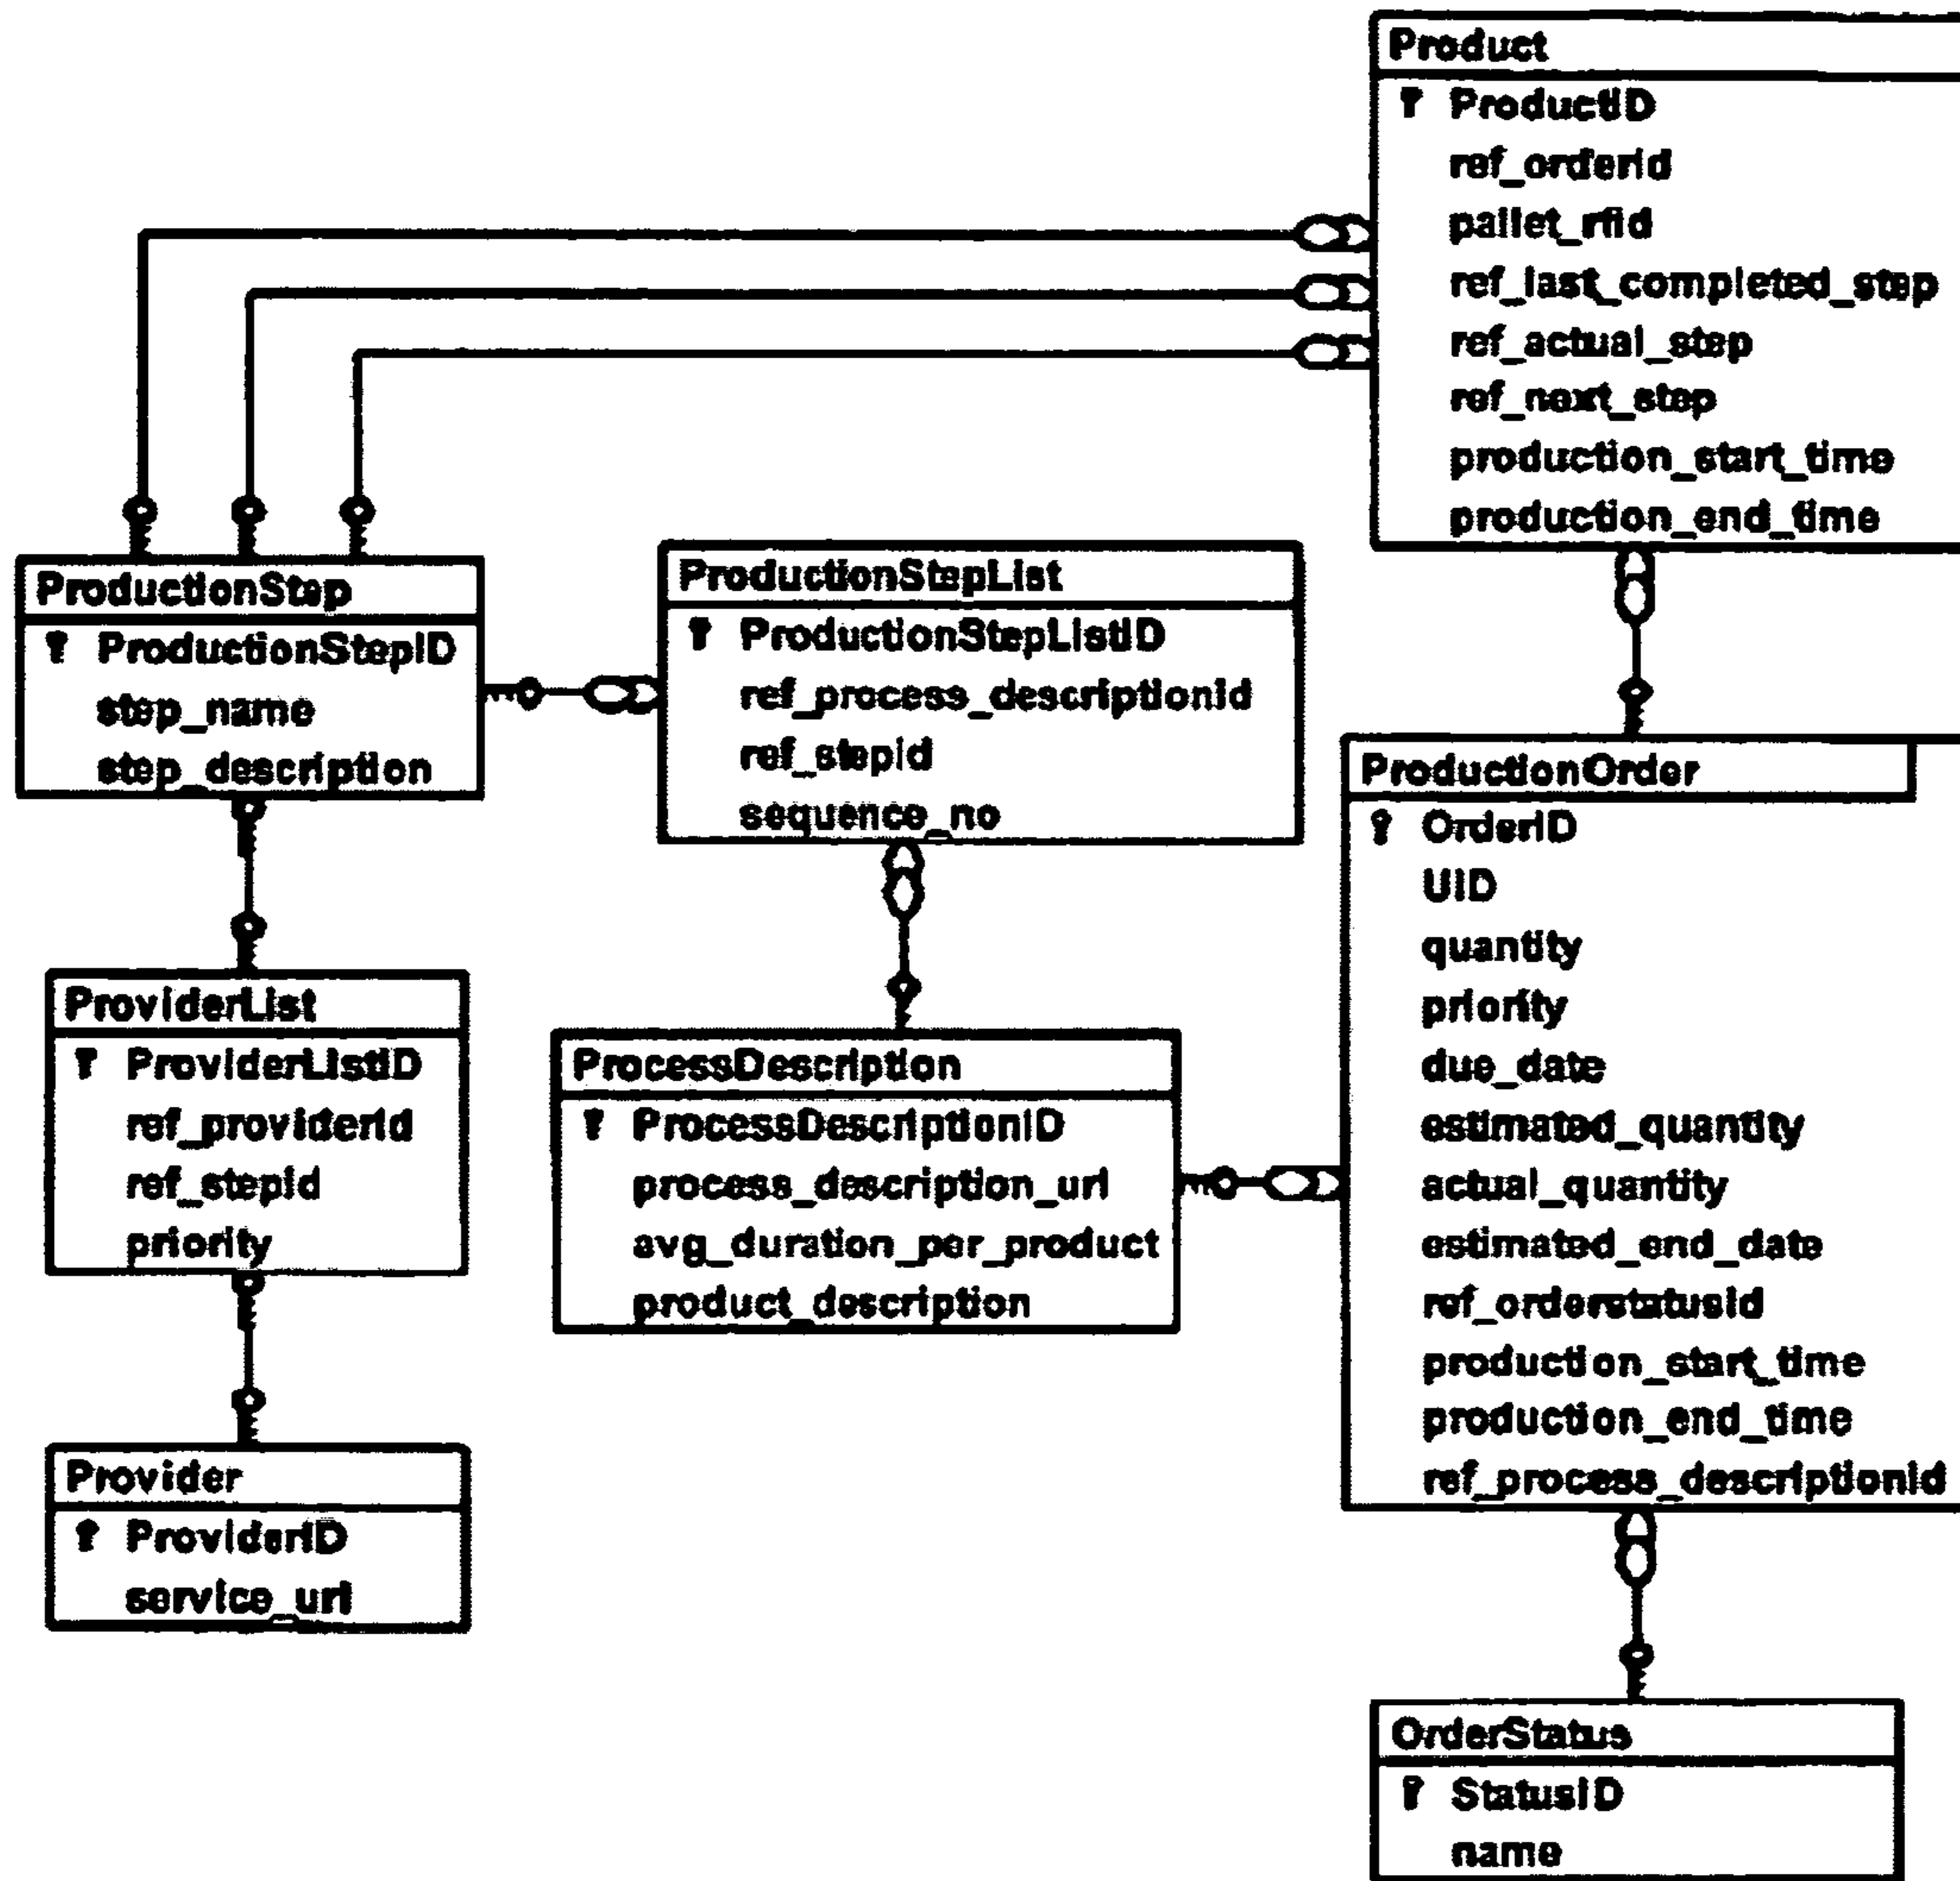 Product
ProductID
ref_orderid
pallet_rfid
ref_last_completed_step
ref_actual_step
ref_next_step
production_start_time
production_end_time
ProductionStep
ProductionStepID
step_name
step_description
ProductionStepList
ProductionStepListID
ref_process_descriptionid
ref_stepid
sequence_no
ProductionOrder
OrderID
UID
quantity
priority
due_date
estimated_quantity
actual_quantity
estimated_end_date
ref_orderstatusid
production_start_time
production_end_time
ref_process_descriptionid
ProviderList
ProviderListID
ref_providerid
ref_stepid
priority
ProcessDescription
ProcessDescriptionID
process_description_url
avg_duration_per_product
product_description
Provider
ProviderID
service_url
OrderStatus
StatusID
name